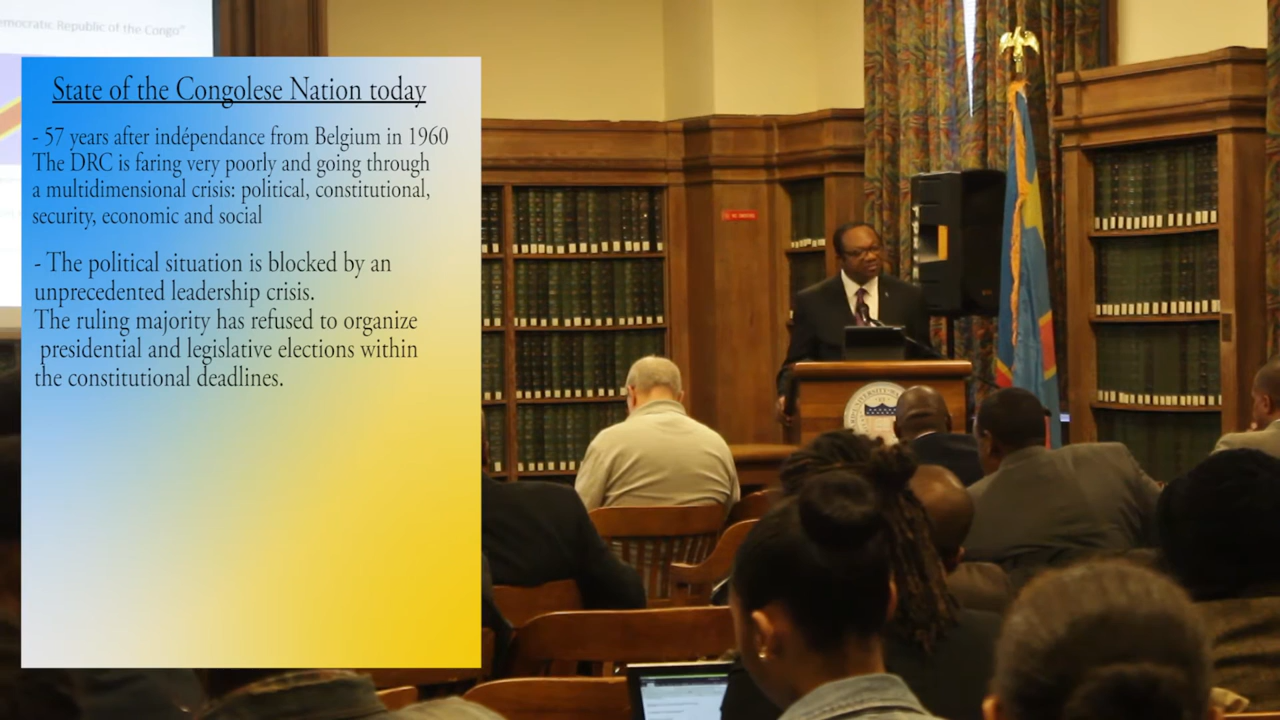 emocratic Republic of the Congo"
State of the Congolese Nation today
- 57 years after indépendance from Belgium in 1960
The DRC is faring very poorly and going through
a multidimensional crisis: political, constitutional,
security, economic and social
- The political situation is blocked by an
unprecedented leadership crisis.
The ruling majority has refused to organize
presidential and legislative elections within
the constitutional deadlines.